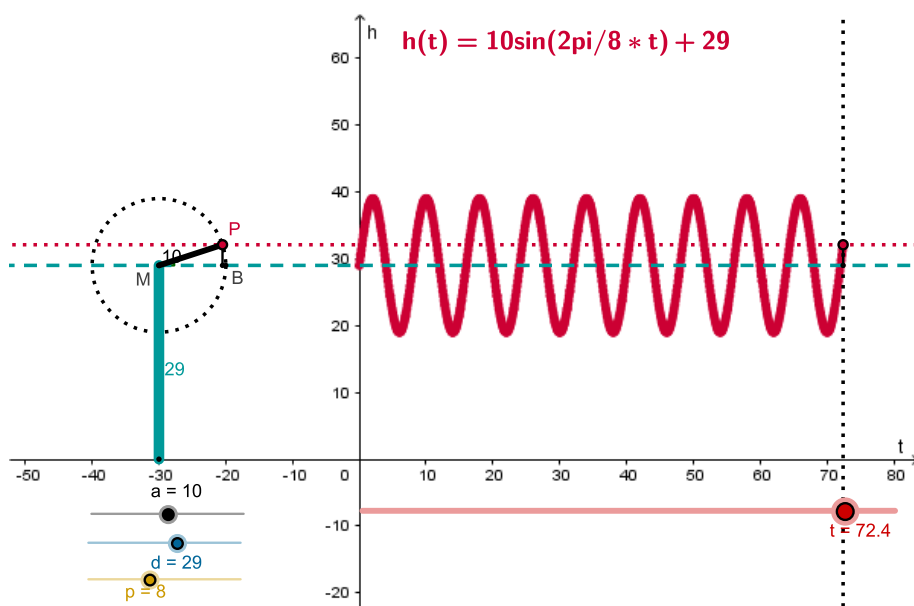 h
h(t) = 10sin(2pi/8 * t) + 29
60
50
40
30
20
10
P
10
M
B
29
t
-50 -40 -30 -20 -10 0 10 20 30 40 50 60 70 80
a = 10
-10
t = 72.4
d = 29
p = 8
-20